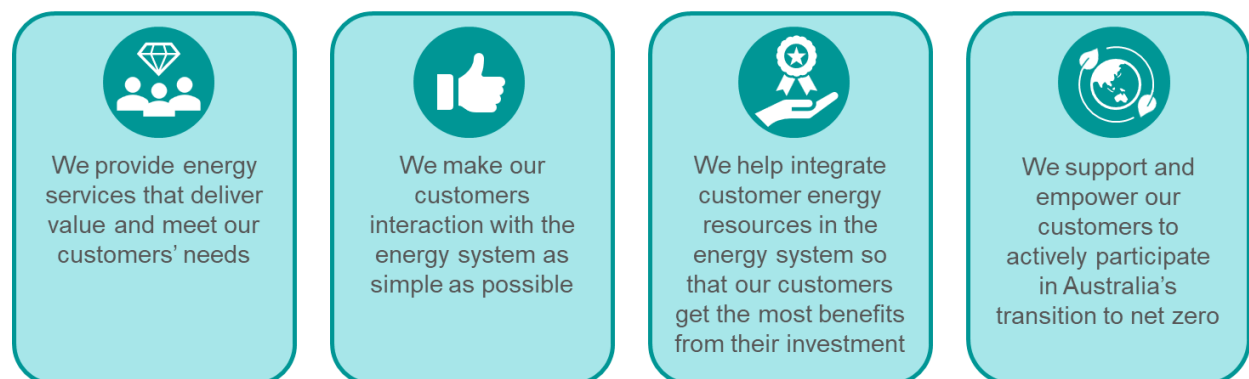 We provide energy
services that deliver
value and meet our
customers’ needs
We make our
customers
interaction with the
energy system as
simple as possible
We help integrate
customer energy
resources in the
energy system so
that our customers
get the most benefits
from their investment
We support and
empower our
customers to
actively participate
in Australia’s
transition to net zero